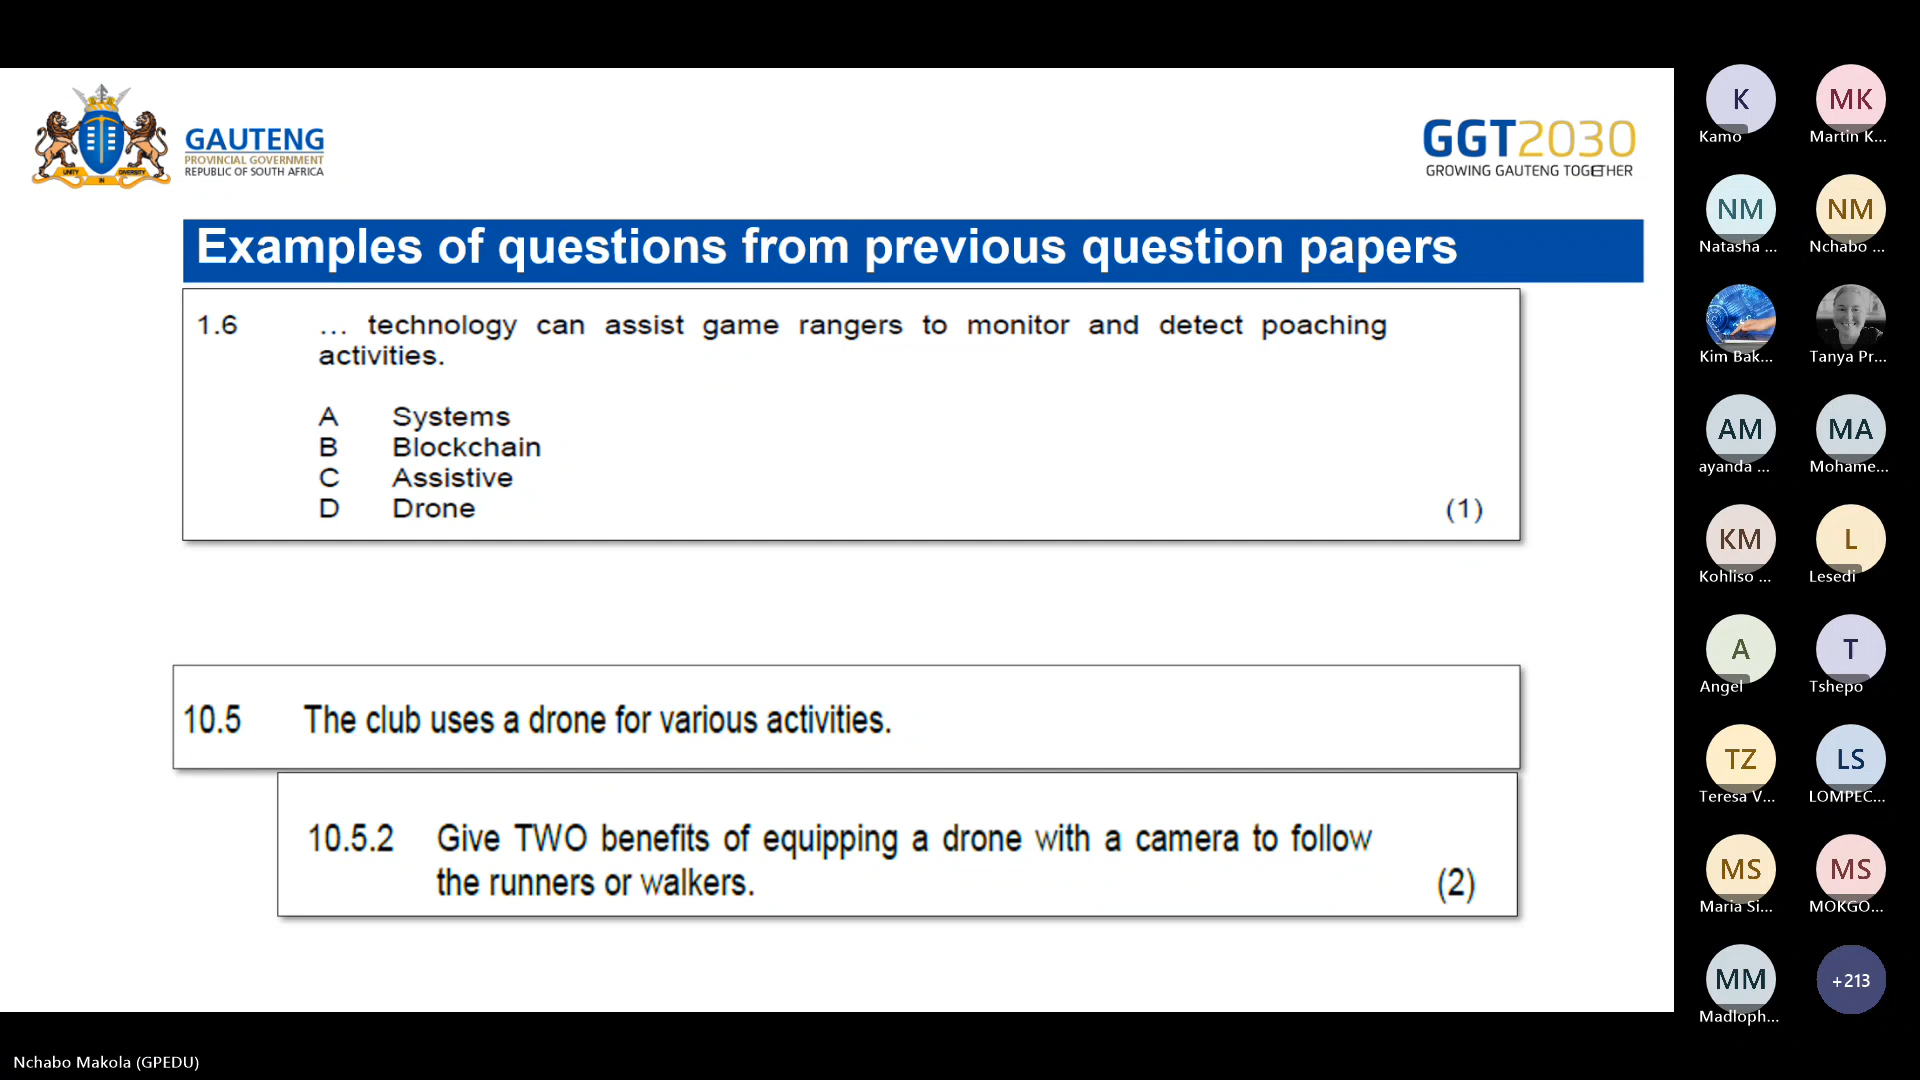 UNITY IN DIVERSITY
GAUTENG
PROVINCIAL GOVERNMENT
REPUBLIC OF SOUTH AFRICA
GGT2030
GROWING GAUTENG TOGETHER
Examples of questions from previous question papers
1.6 … technology can assist game rangers to monitor and detect poaching
activities.
A Systems
B Blockchain
C Assistive
D Drone (1)
10.5 The club uses a drone for various activities.
10.5.2 Give TWO benefits of equipping a drone with a camera to follow
the runners or walkers. (2)
K MK
Kamo Martin K...
NM NM
Natasha ... Nchabo ...
Kim Bak... Tanya Pr...
AM MA
ayanda ... Mohame...
KM L
Kohliso ... Lesedi
A T
Angel Tshepo
TZ LS
Teresa V... LOMPEC...
MS MS
Maria Si... MOKGO...
MM +213
Madloph...
Nchabo Makola (GPEDU)